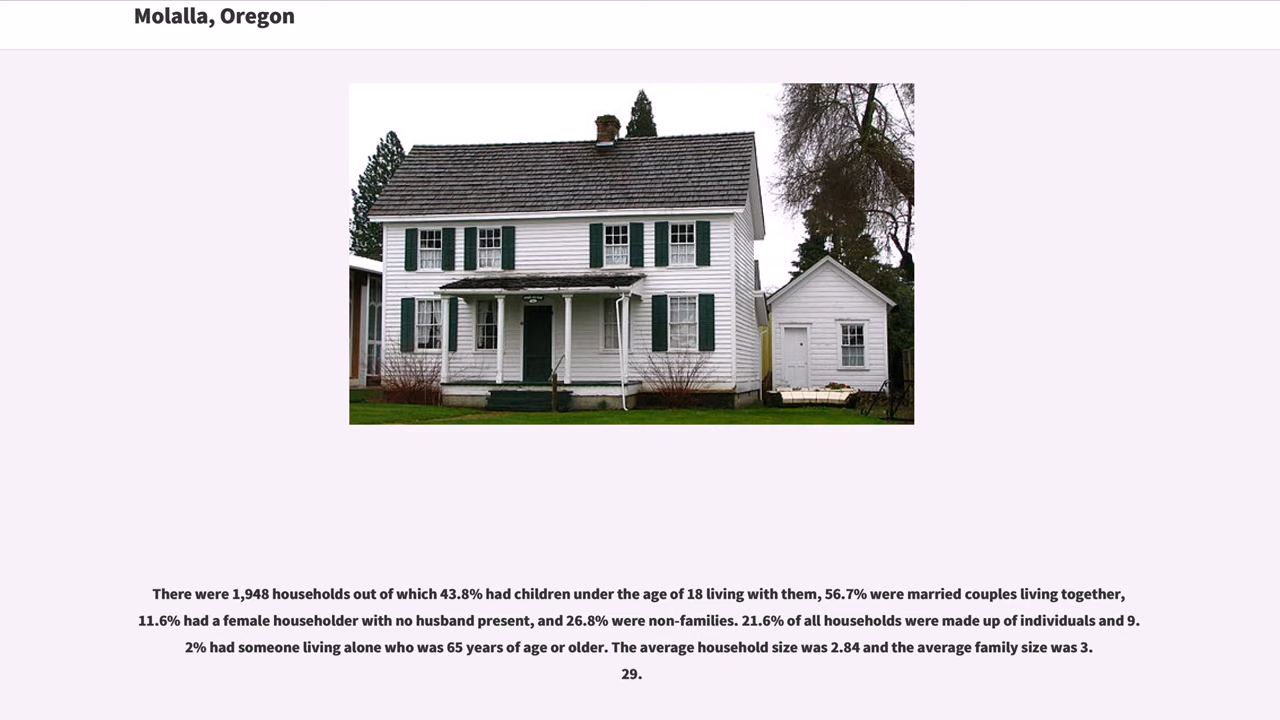 Molalla, Oregon
There were 1,948 households out of which 43.8% had children under the age of 18 living with them, 56.7% were married couples living together,
11.6% had a female householder with no husband present, and 26.8% were non-families. 21.6% of all households were made up of individuals and 9.
2% had someone living alone who was 65 years of age or older. The average household size was 2.84 and the average family size was 3.
29.